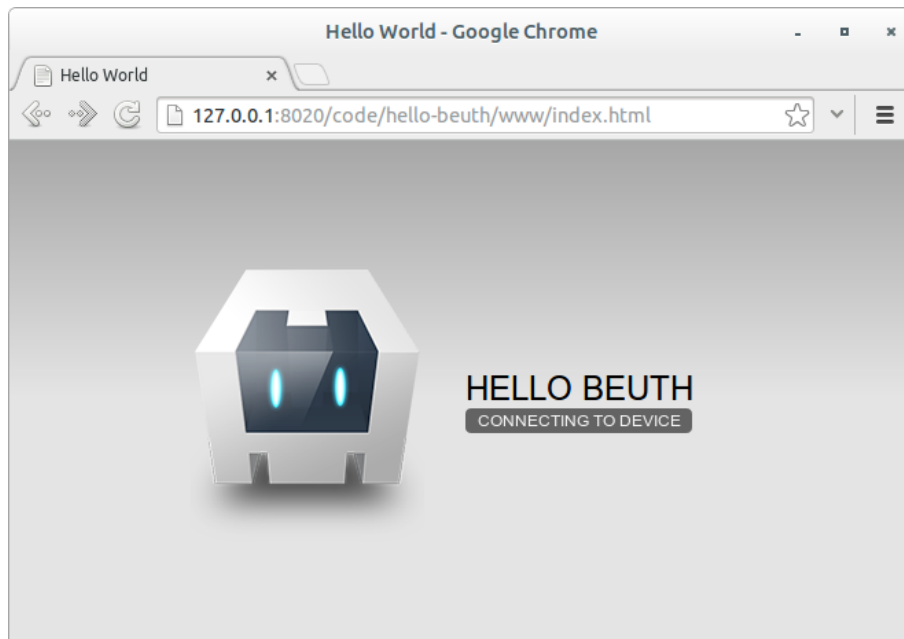 Hello World - Google Chrome
Hello World
127.0.0.1:8020/code/hello-beuth/www/index.html
HELLO BEUTH
CONNECTING TO DEVICE